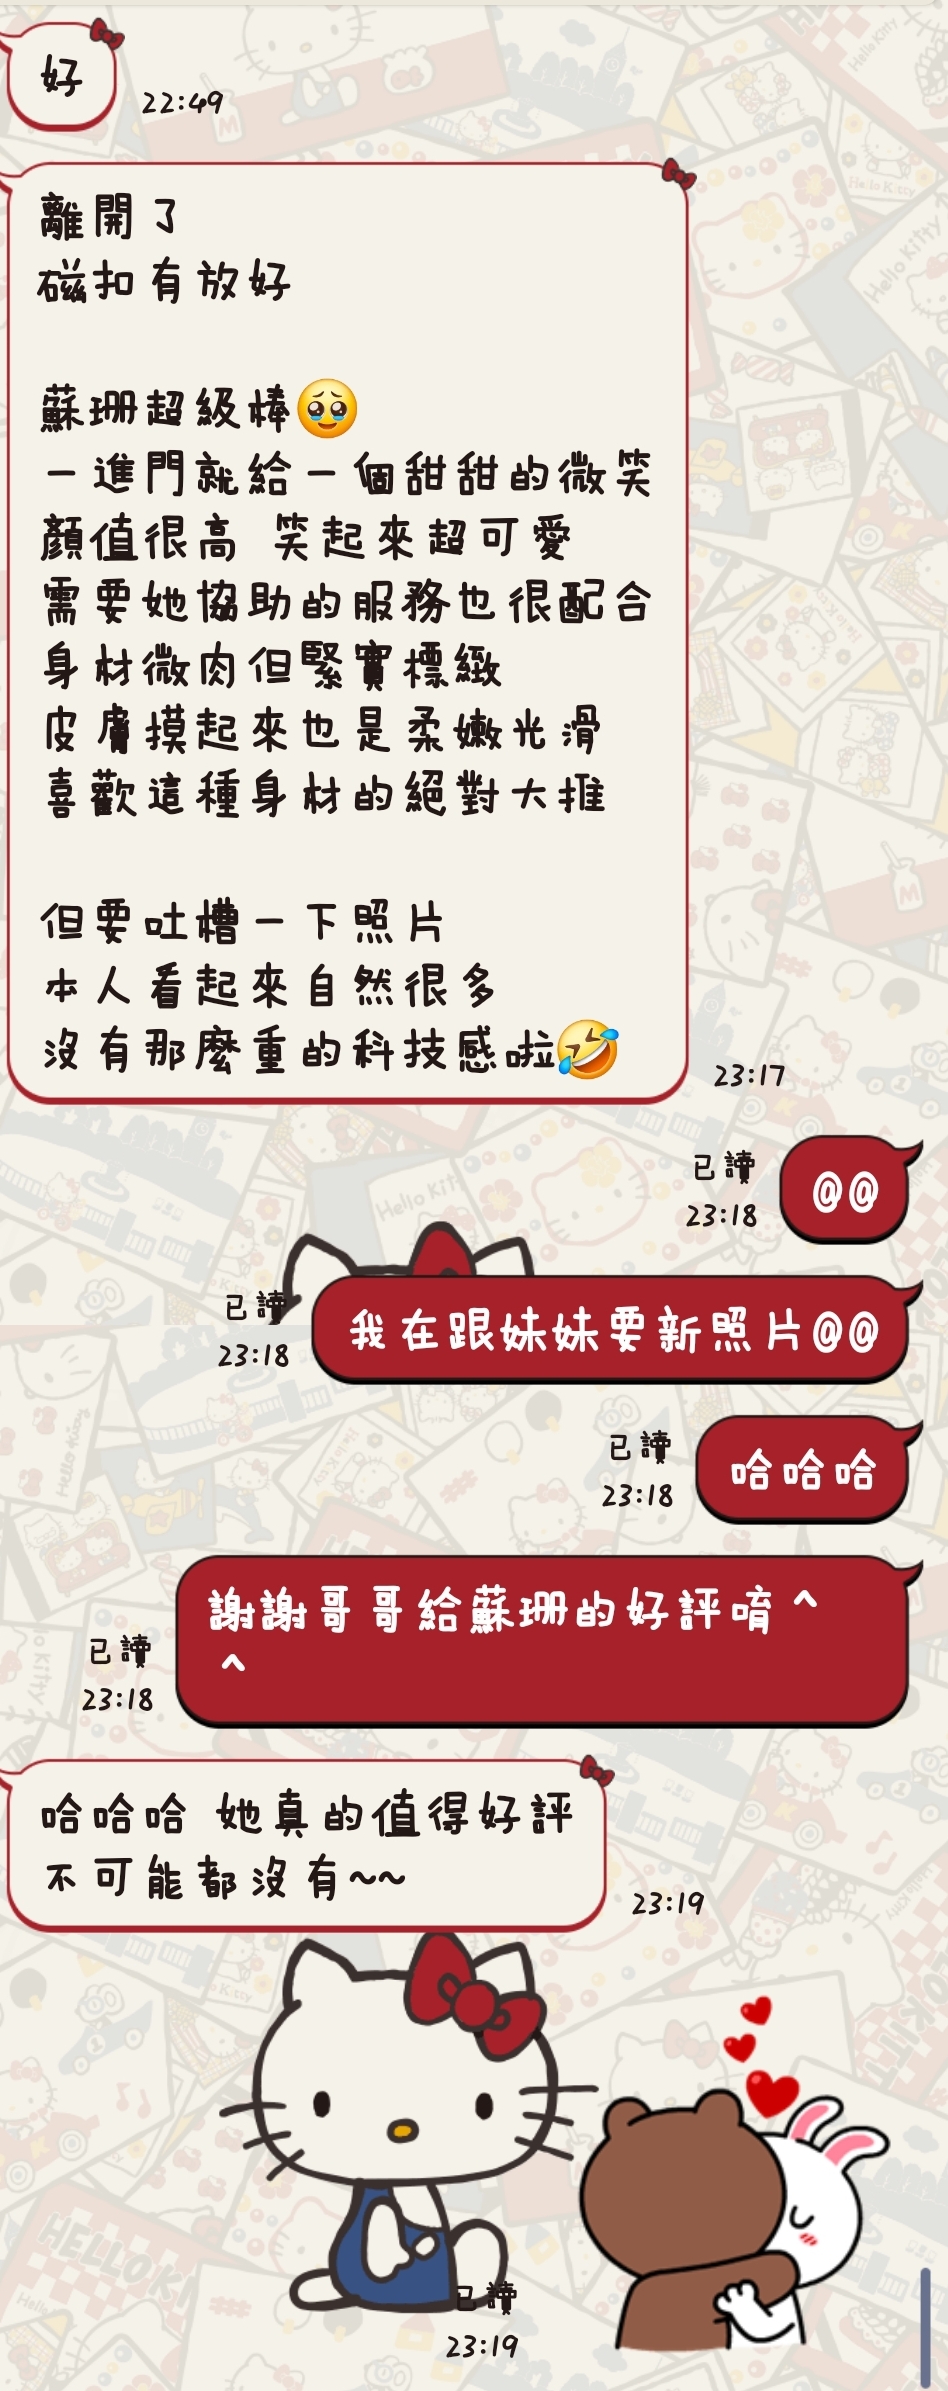 好
22:49
離開了
磁扣有放好
蘇珊超級棒🥹
一進門就給一個甜甜的微笑
顏值很高 笑起來超可愛
需要她協助的服務也很配合
身材微肉但緊實標緻
皮膚摸起來也是柔嫩光滑
喜歡這種身材的絕對大推
但要吐槽一下照片
本人看起來自然很多
沒有那麼重的科技感啦🤣
23:17
已讀
23:18
@@
已讀
23:18
我在跟妹妹要新照片@@
已讀
23:18
哈哈哈
已讀
23:18
謝謝哥哥給蘇珊的好評唷^
^
哈哈哈 她真的值得好評
不可能都沒有~~
23:19
已讀
23:19